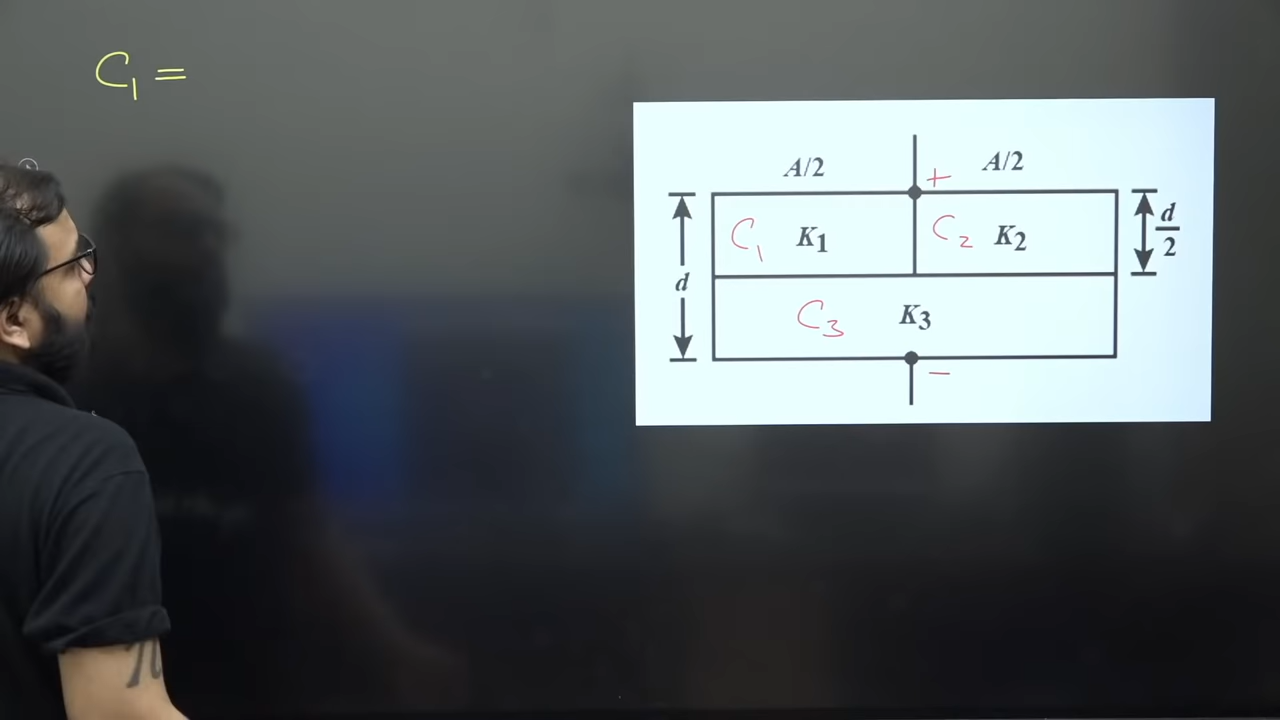 C₁ =
A/2
A/2
+
C₁ K1
C₂ K2
d/2
d
C₃ K3
−
π